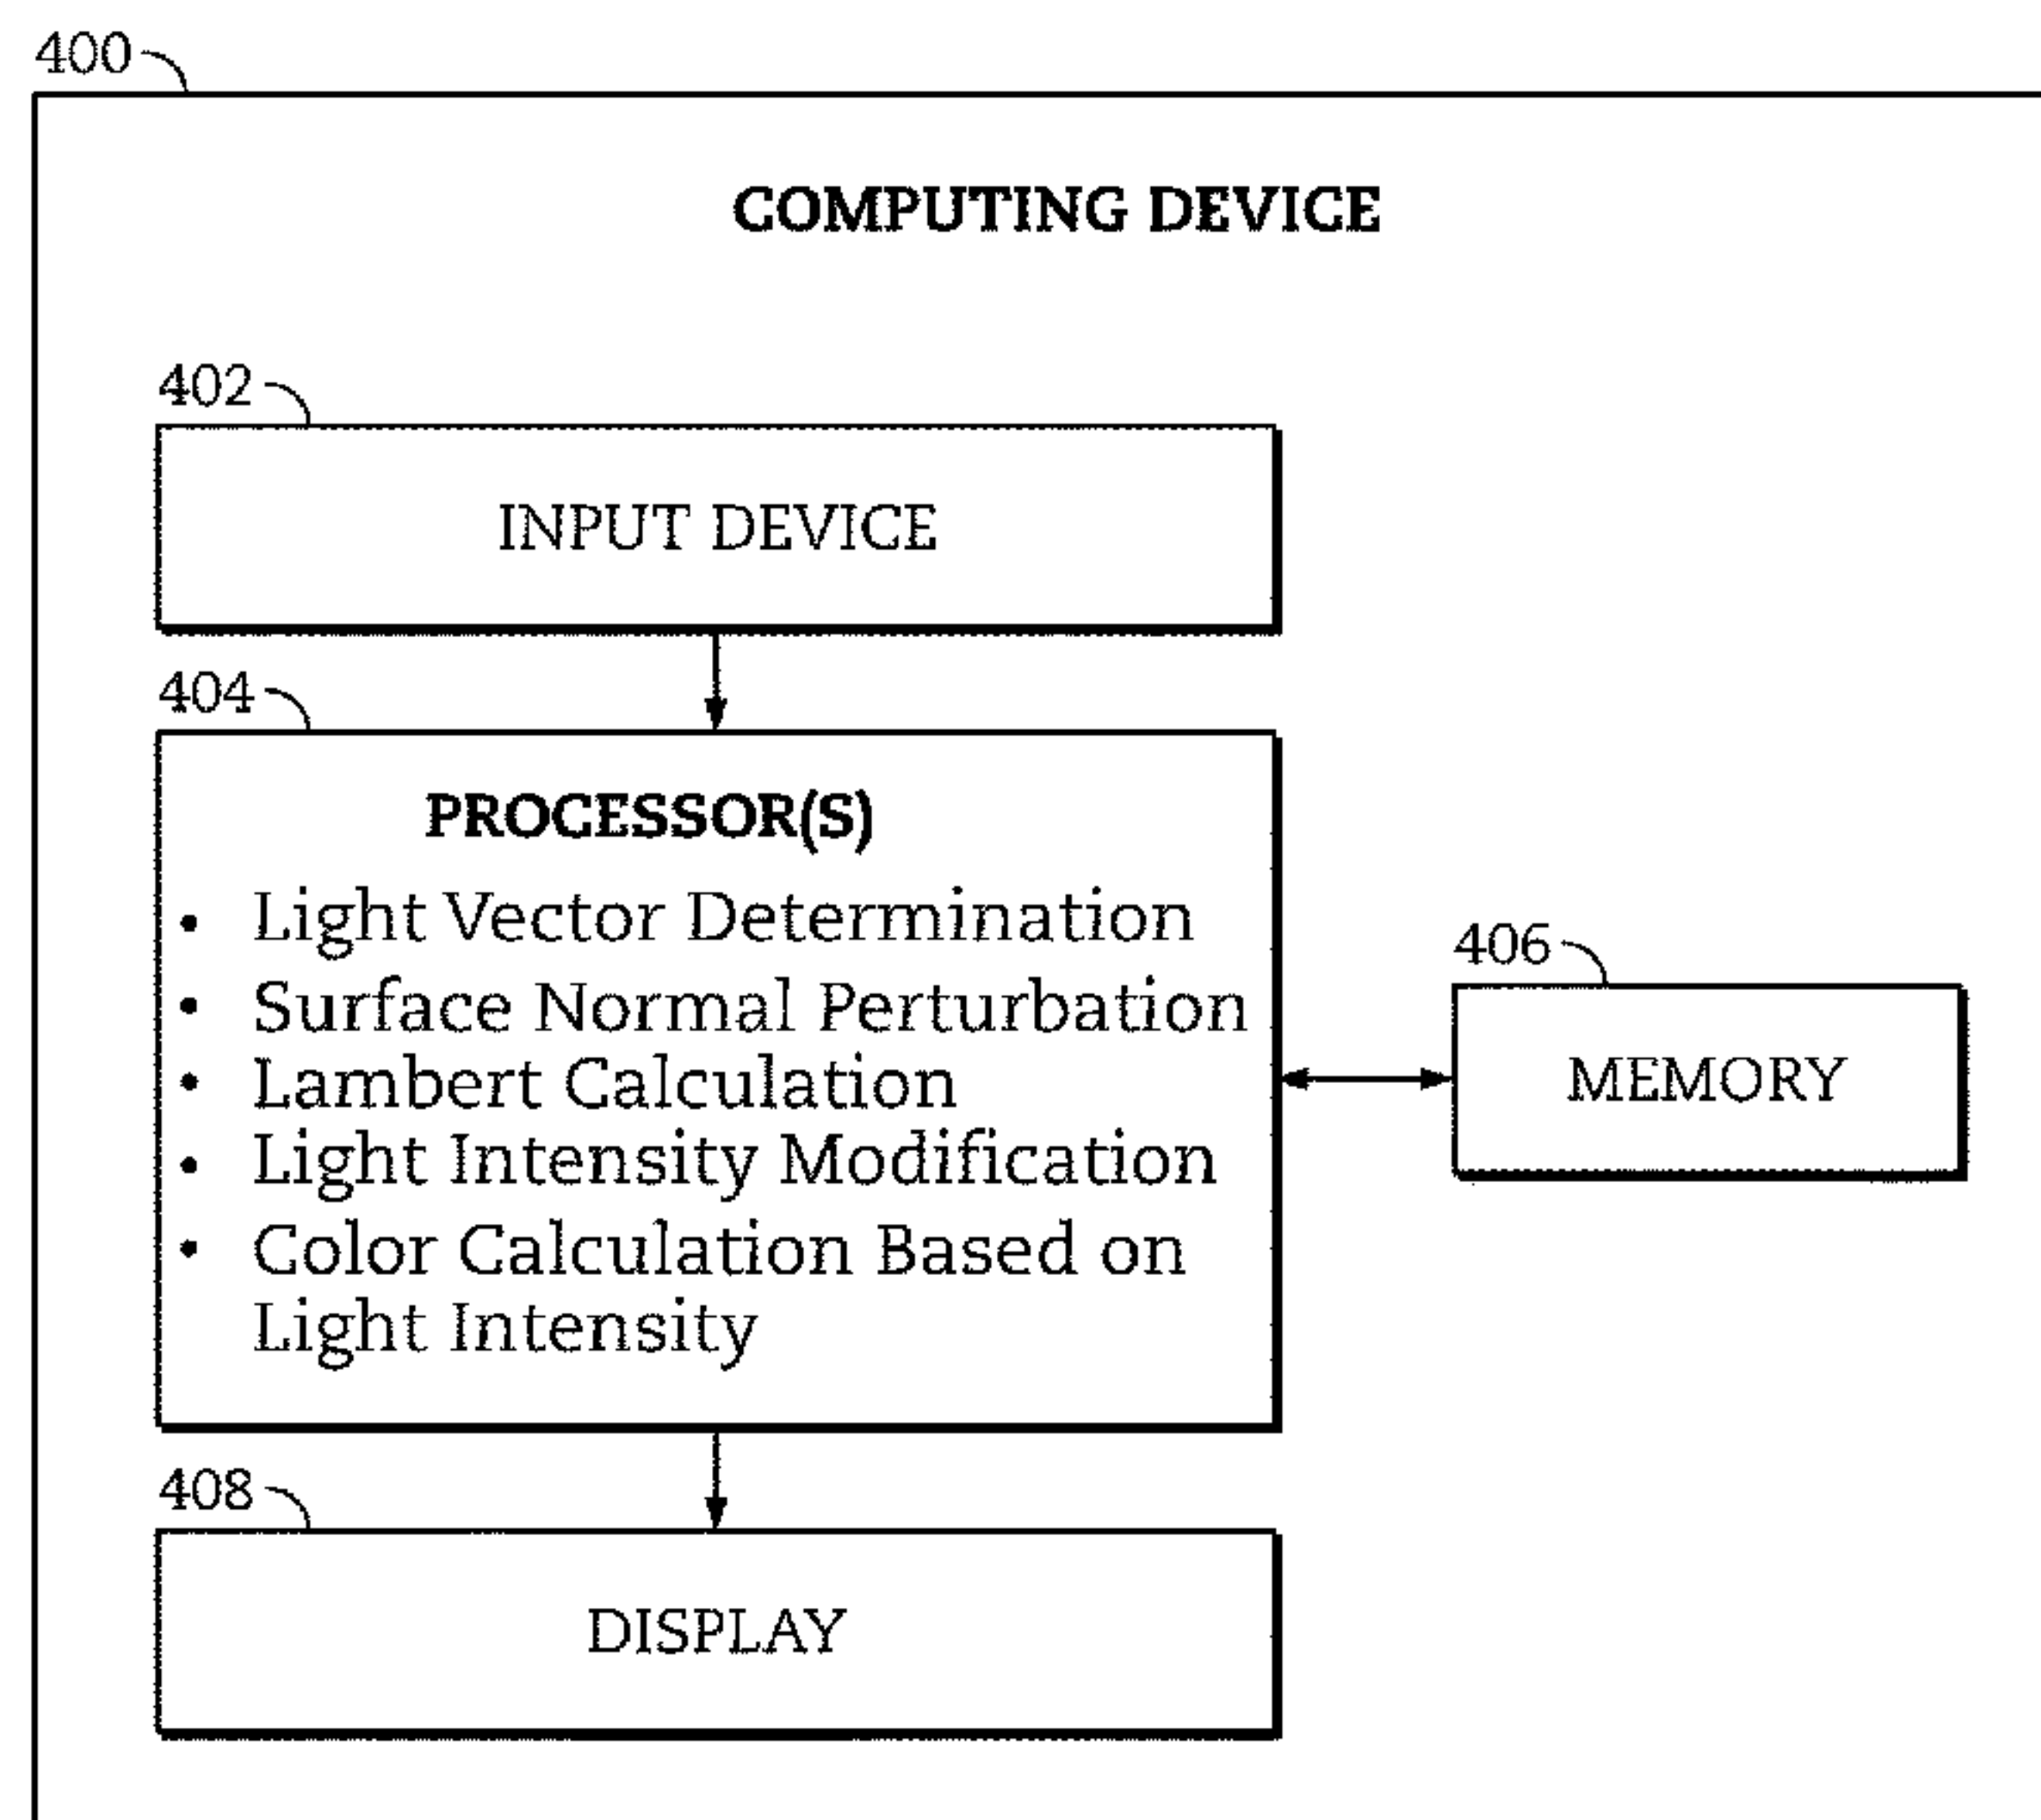 400
COMPUTING DEVICE
402
INPUT DEVICE
404
PROCESSOR(S)
• Light Vector Determination
• Surface Normal Perturbation
• Lambert Calculation
• Light Intensity Modification
• Color Calculation Based on
Light Intensity
406
MEMORY
408
DISPLAY